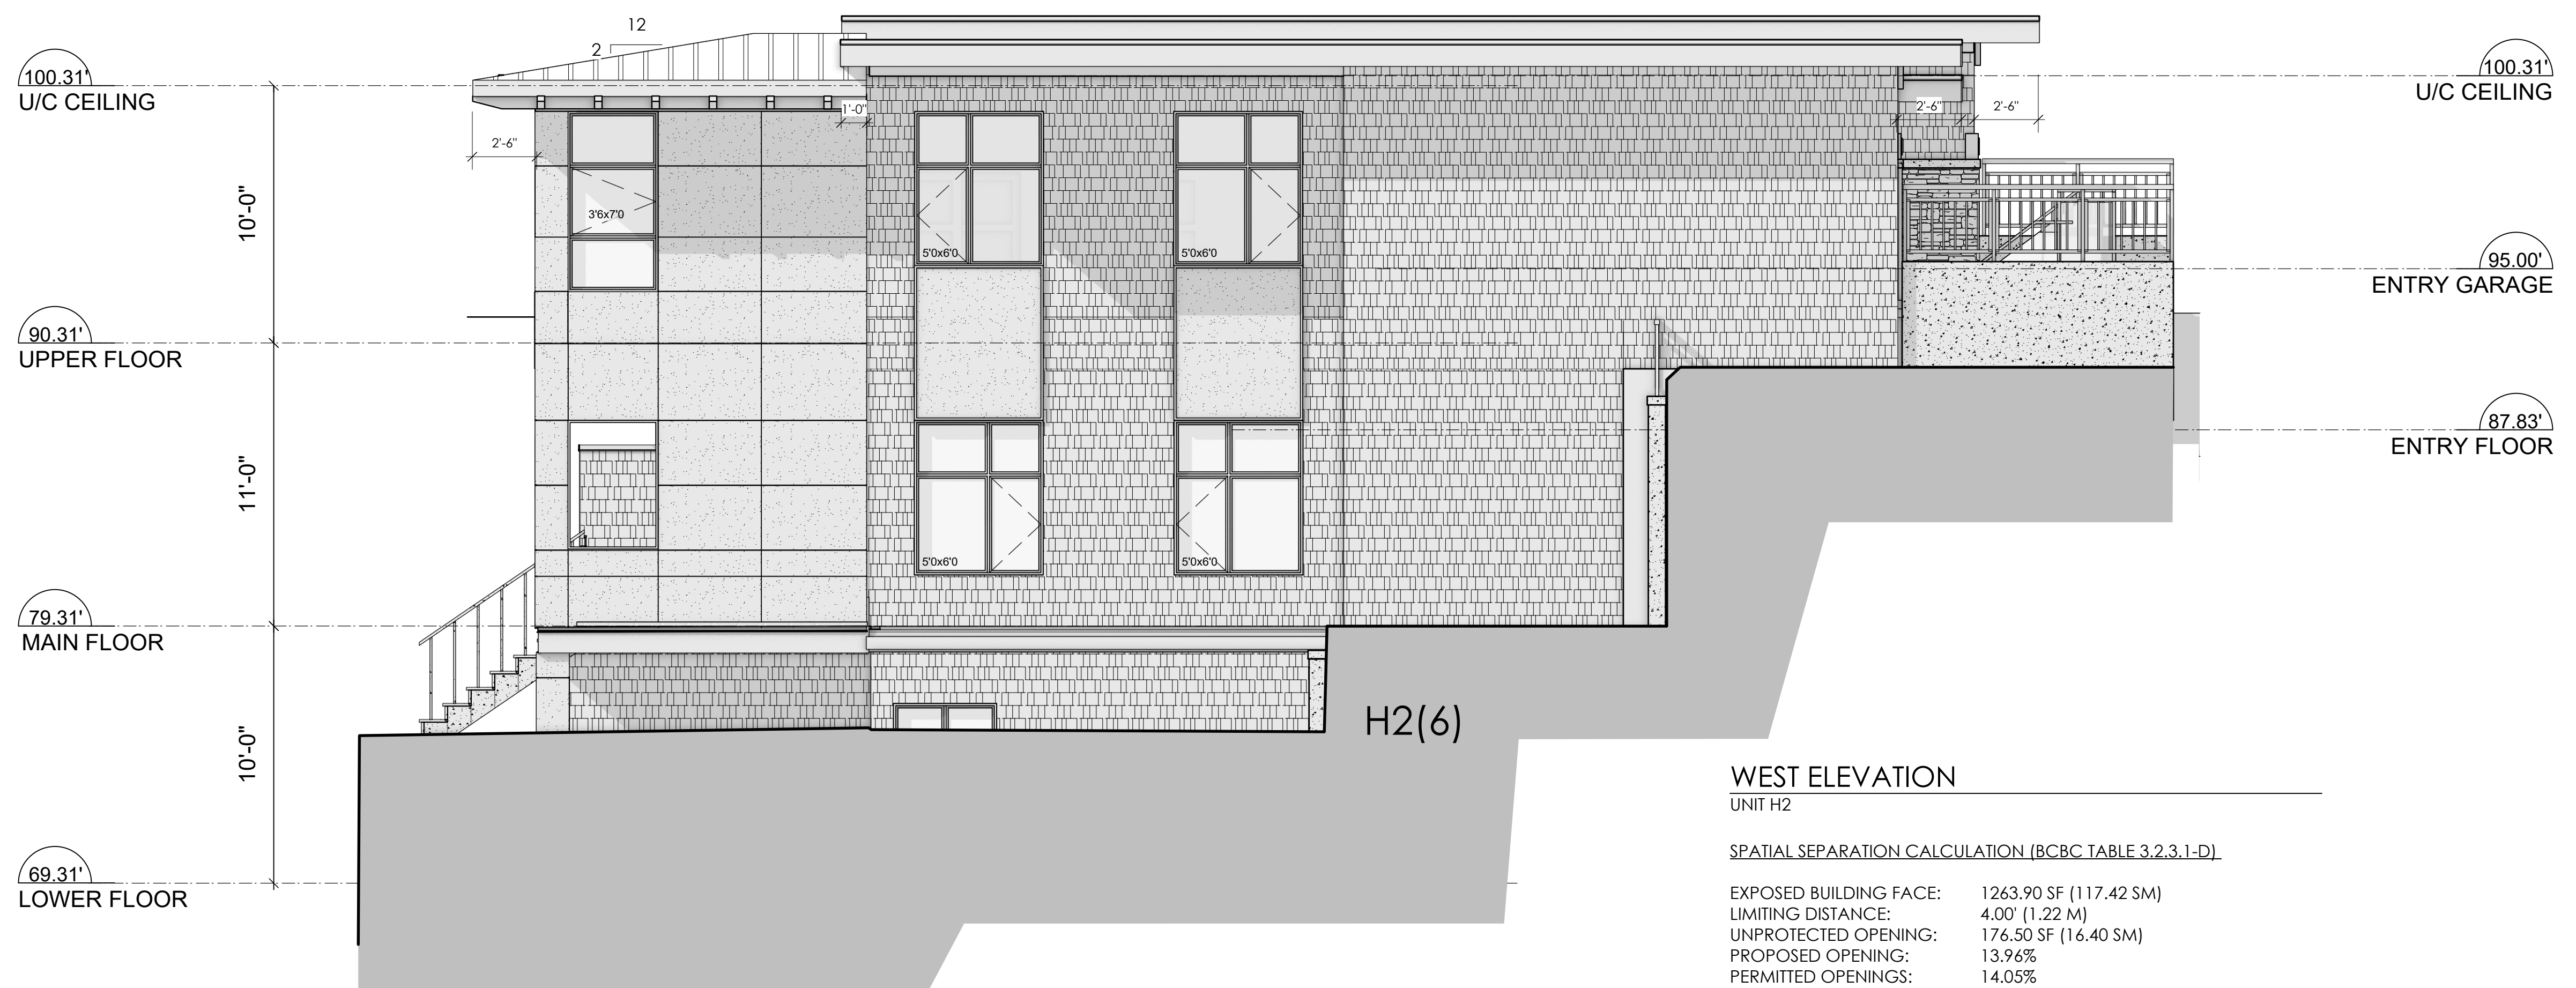 12
2
100.31'
U/C CEILING
100.31'
U/C CEILING
1'-0"
2'-6"
2'-6"
2'-6"
10'-0"
3'6x7'0
5'0x6'0
5'0x6'0
95.00'
ENTRY GARAGE
90.31'
UPPER FLOOR
87.83'
ENTRY FLOOR
11'-0"
5'0x6'0
5'0x6'0
79.31'
MAIN FLOOR
H2(6)
10'-0"
69.31'
LOWER FLOOR
WEST ELEVATION
UNIT H2
SPATIAL SEPARATION CALCULATION (BCBC TABLE 3.2.3.1-D)
EXPOSED BUILDING FACE: 1263.90 SF (117.42 SM)
LIMITING DISTANCE: 4.00' (1.22 M)
UNPROTECTED OPENING: 176.50 SF (16.40 SM)
PROPOSED OPENING: 13.96%
PERMITTED OPENINGS: 14.05%